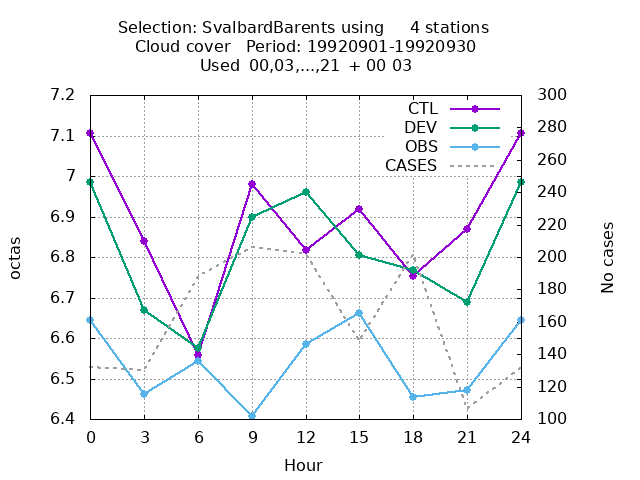 Selection: SvalbardBarents using     4 stations
Cloud cover   Period: 19920901-19920930
Used  00,03,...,21  + 00 03
7.2
7.1
7
6.9
6.8
6.7
6.6
6.5
6.4
octas
300
280
260
240
220
200
180
160
140
120
100
No cases
CTL
DEV
OBS
CASES
0 3 6 9 12 15 18 21 24
Hour